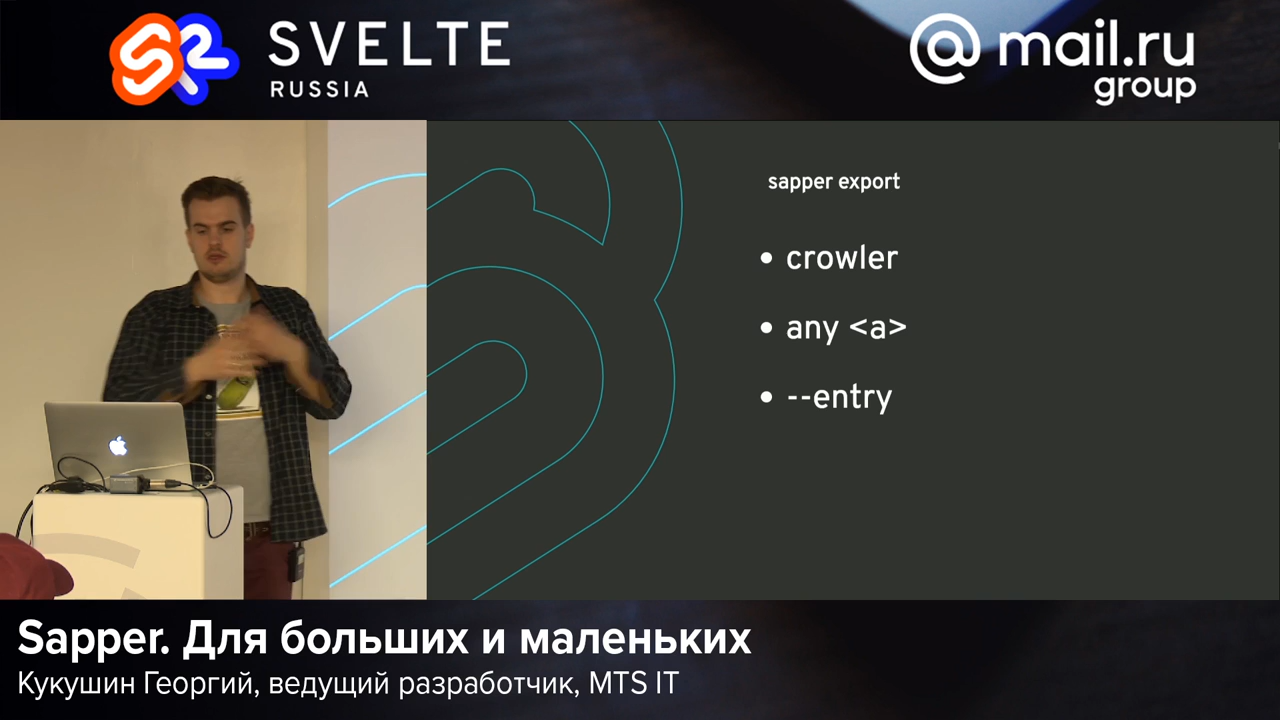 SVELTE
RUSSIA
@mail.ru
group
sapper export
• crowler
• any <a>
• --entry
Sapper. Для больших и маленьких
Кукушин Георгий, ведущий разработчик, MTS IT